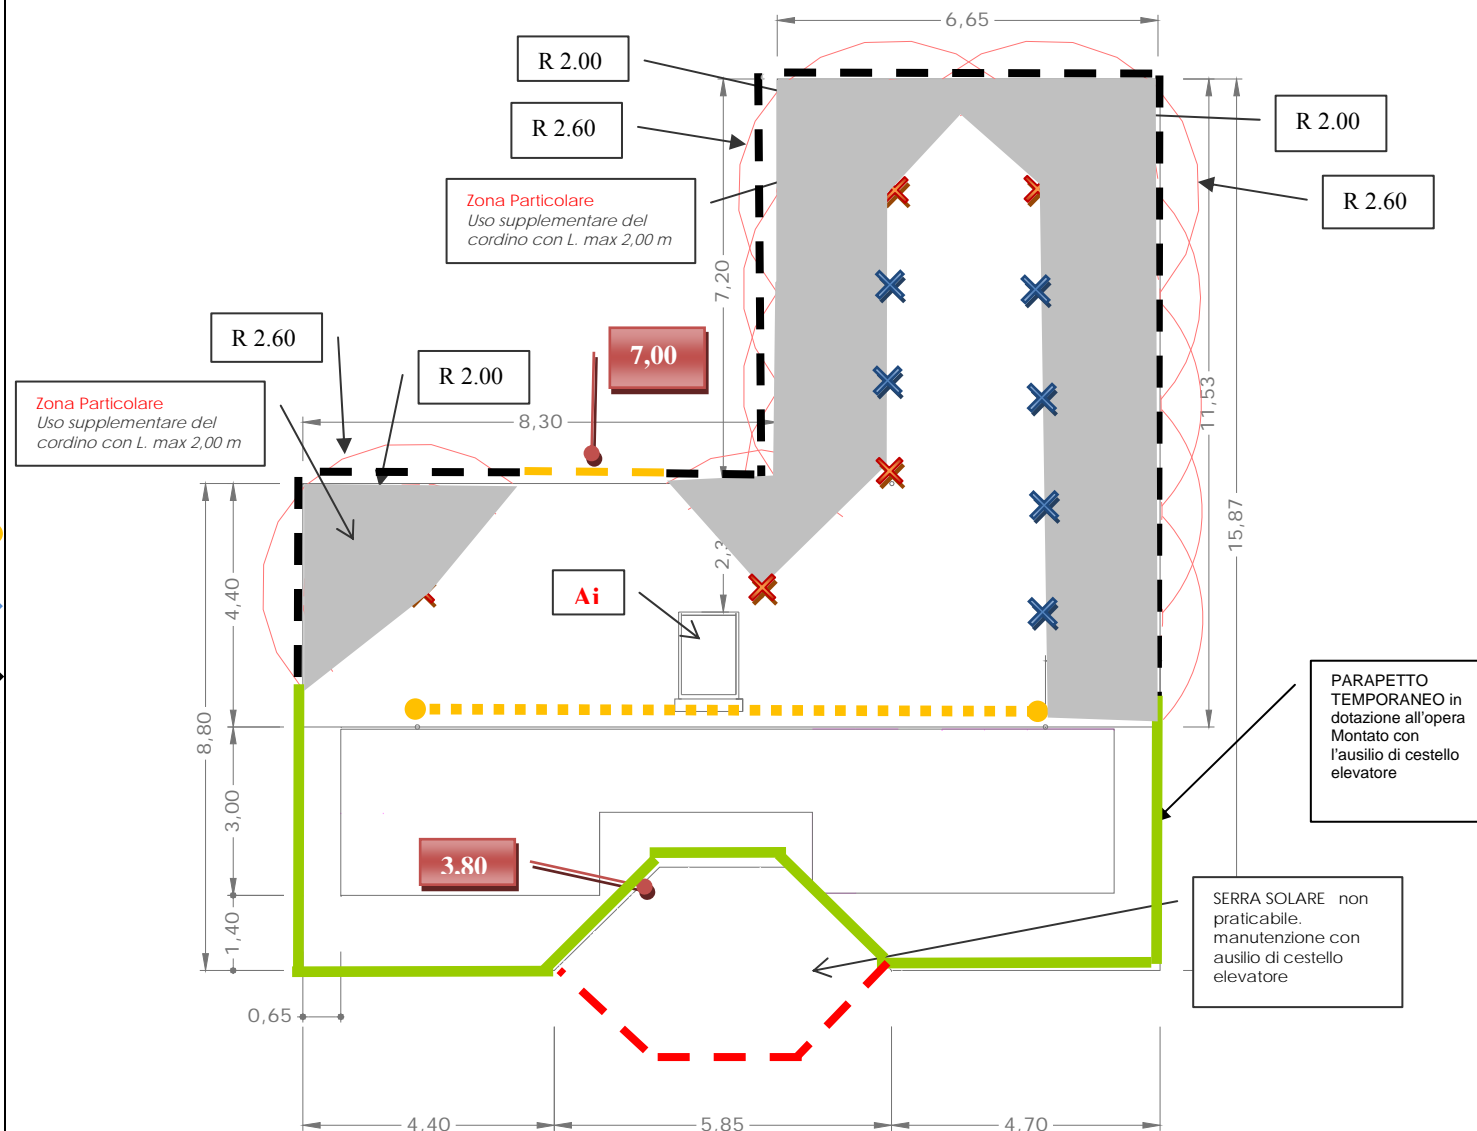 6,65
R 2.00
R 2.60
R 2.00
R 2.60
Zona Particolare
Uso supplementare del
cordino con L. max 2,00 m
7,20
R 2.60
7,00
R 2.00
Zona Particolare
Uso supplementare del
cordino con L. max 2,00 m
8,30
11,53
15,87
4,40
Ai
8,80
PARAPETTO
TEMPORANEO in
dotazione all'opera
Montato con
l'ausilio di cestello
elevatore
3,00
3.80
1,40
SERRA SOLARE non
praticabile.
manutenzione con
ausilio di cestello
elevatore
0,65
4,40
5,85
4,70